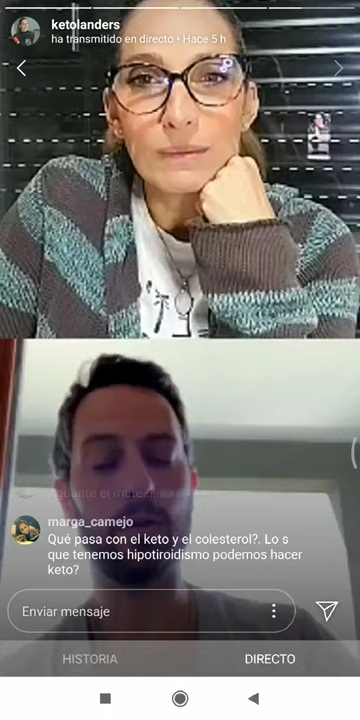 ketolanders
ha transmitido en directo • Hace 5 h
marga_camejo
Qué pasa con el keto y el colesterol?. Lo s
que tenemos hipotiroidismo podemos hacer
keto?
Enviar mensaje
HISTORIA
DIRECTO